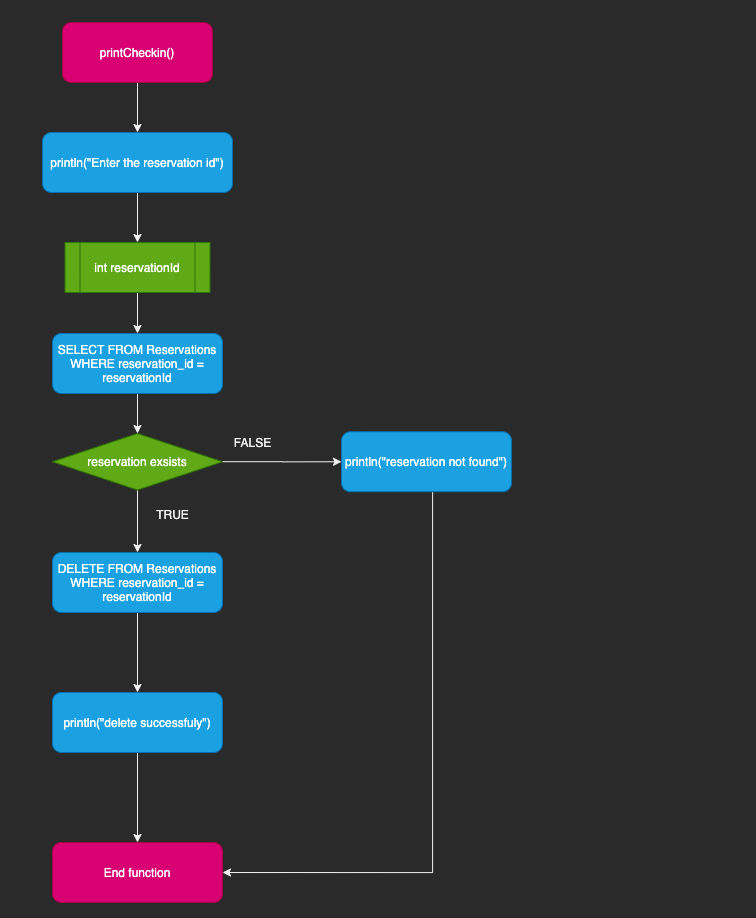 printCheckin()
println("Enter the reservation id")
int reservationId
SELECT FROM Reservations
WHERE reservation_id =
reservationId
reservation exsists
FALSE
println("reservation not found")
TRUE
DELETE FROM Reservations
WHERE reservation_id =
reservationId
println("delete successfuly")
End function